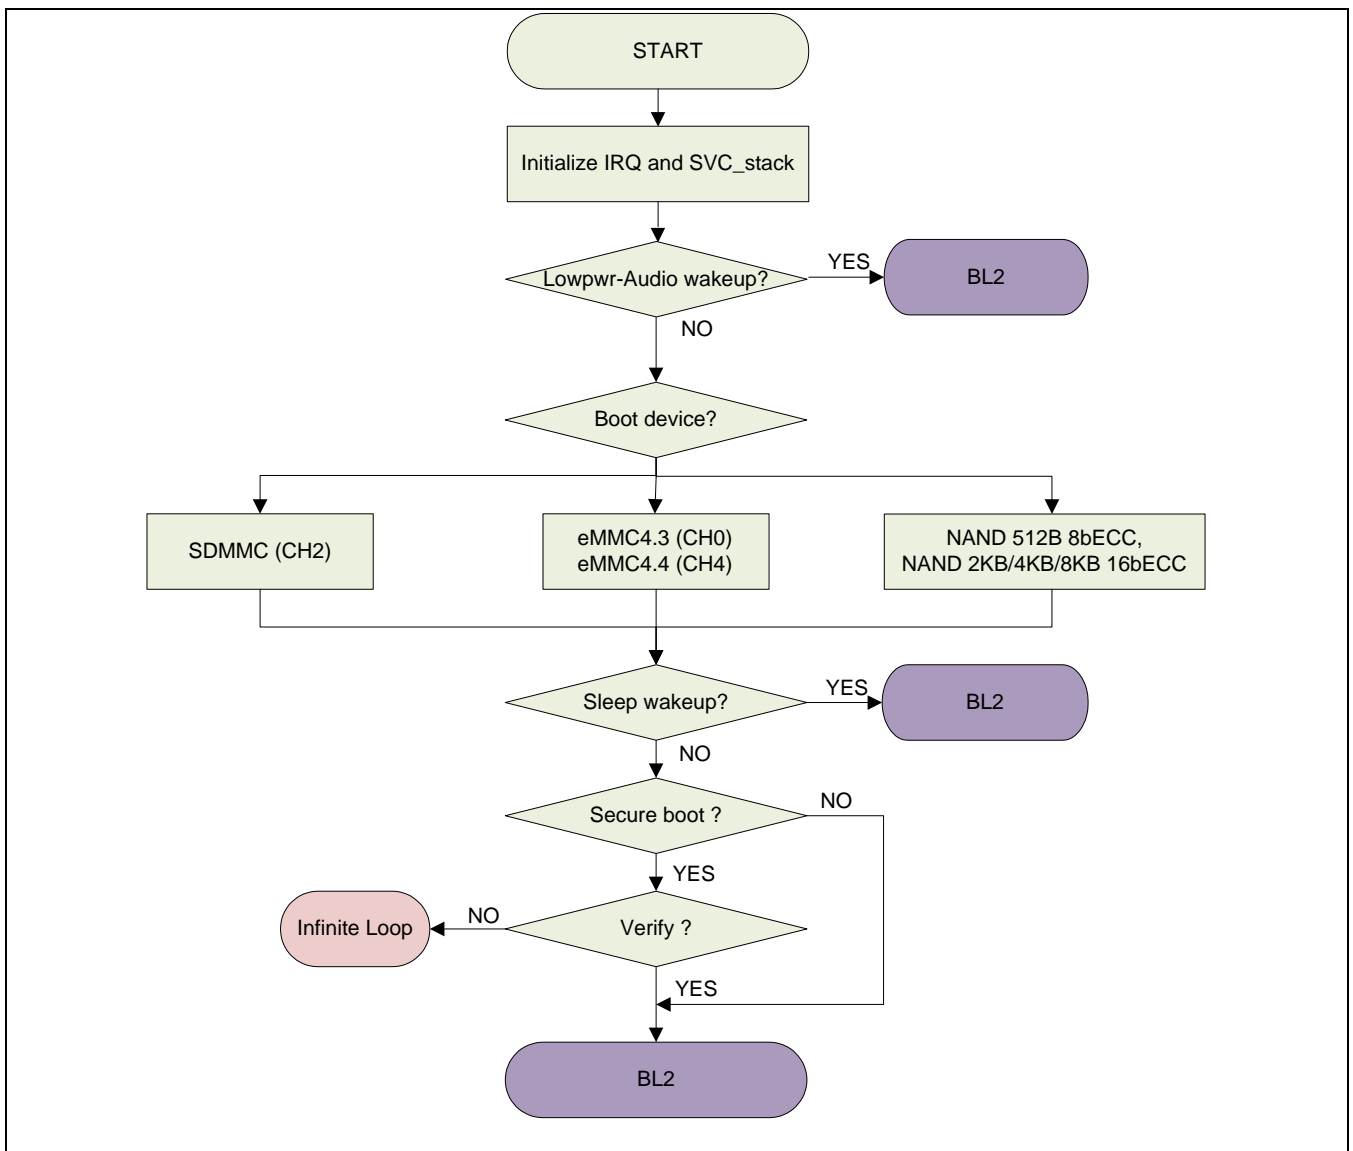 START
Initialize IRQ and SVC_stack
Lowpwr-Audio wakeup?
YES
BL2
NO
Boot device?
SDMMC (CH2)
eMMC4.3 (CH0)
eMMC4.4 (CH4)
NAND 512B 8bECC,
NAND 2KB/4KB/8KB 16bECC
Sleep wakeup?
YES
BL2
NO
Secure boot ?
NO
YES
Infinite Loop
NO
Verify ?
YES
BL2